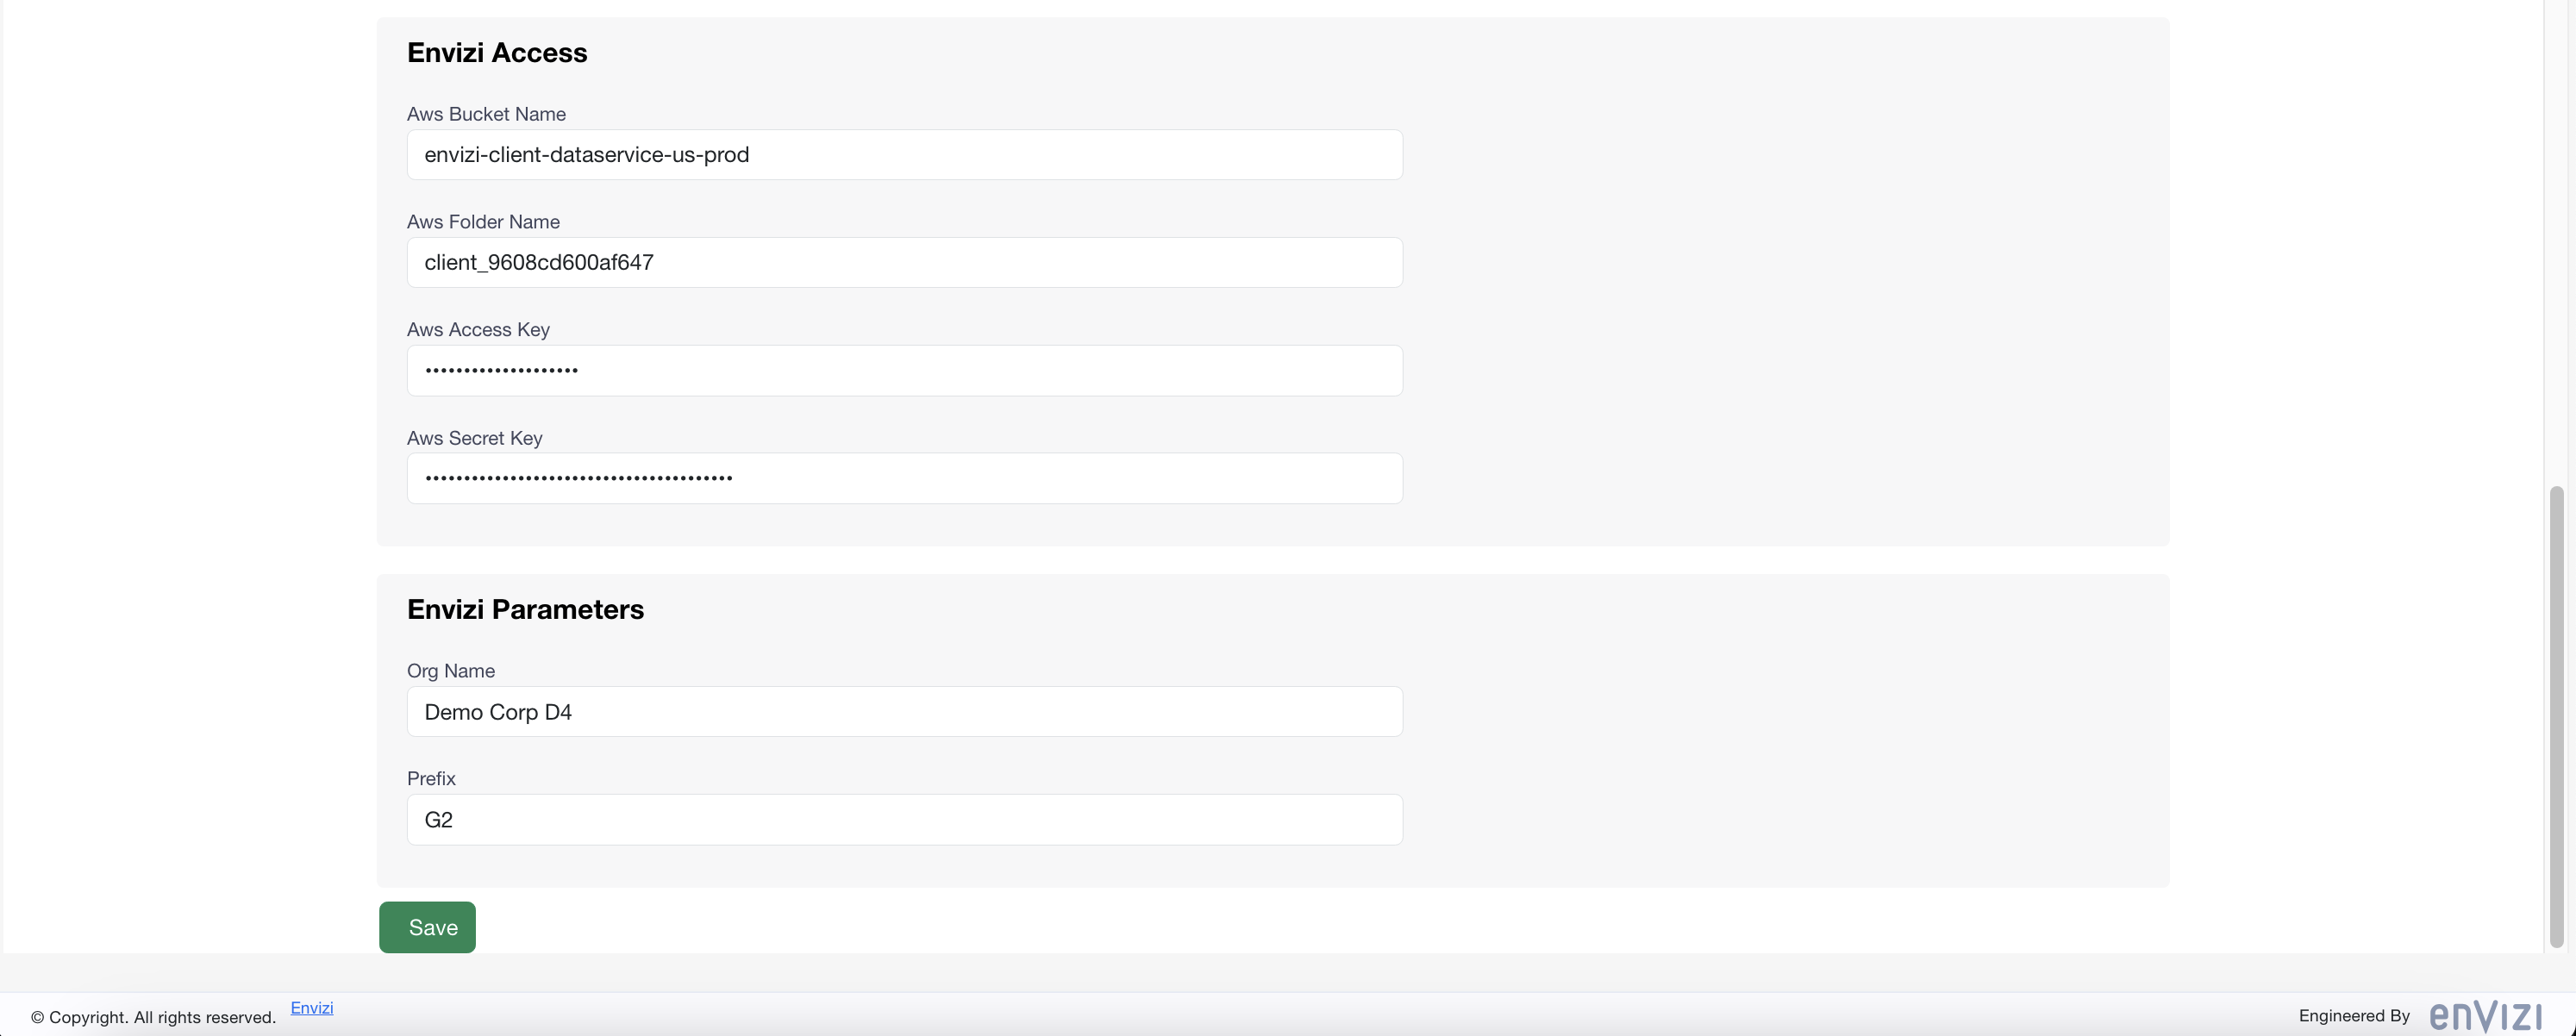 Envizi Access
Aws Bucket Name
envizi-client-dataservice-us-prod
Aws Folder Name
client_9608cd600af647
Aws Access Key
••••••••••••••••••••
Aws Secret Key
••••••••••••••••••••••••••••••••••••••••
Envizi Parameters
Org Name
Demo Corp D4
Prefix
G2
Save
© Copyright. All rights reserved. Envizi
Engineered By enVIZI